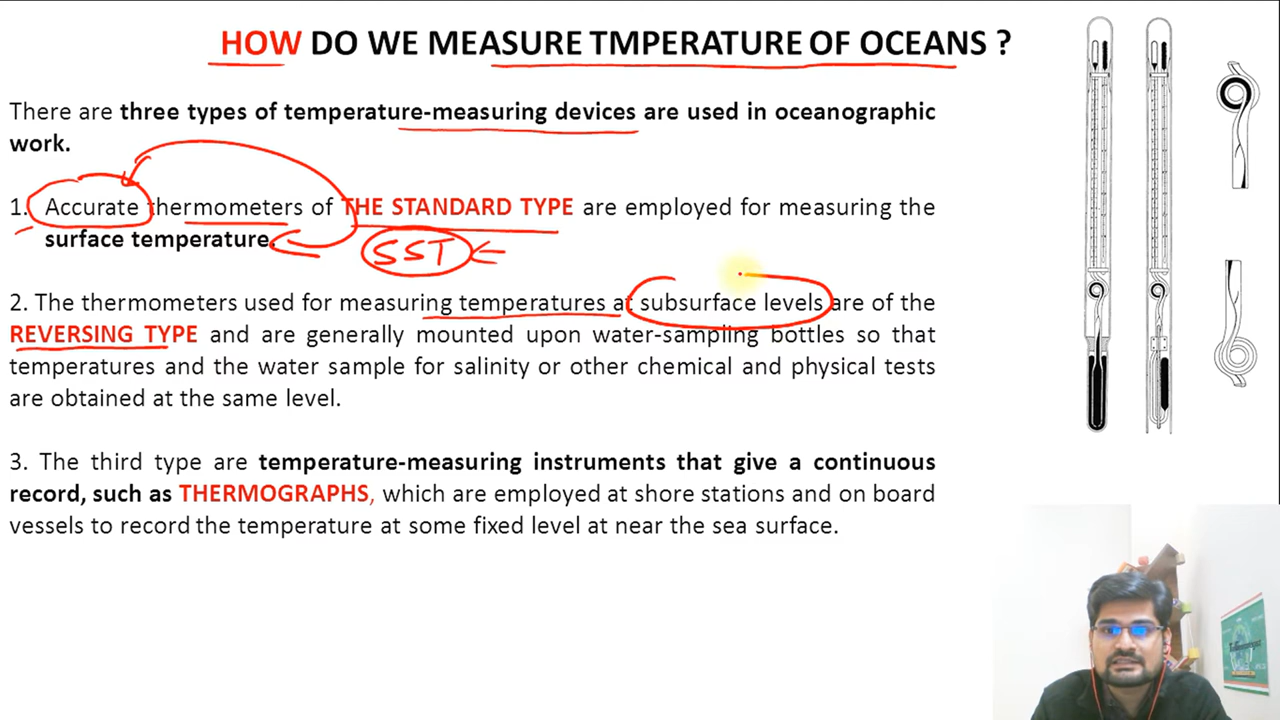 HOW DO WE MEASURE TMPERATURE OF OCEANS ?
There are three types of temperature-measuring devices are used in oceanographic
work.
1. Accurate thermometers of THE STANDARD TYPE are employed for measuring the
surface temperature.
SST
2. The thermometers used for measuring temperatures at subsurface levels are of the
REVERSING TYPE and are generally mounted upon water-sampling bottles so that
temperatures and the water sample for salinity or other chemical and physical tests
are obtained at the same level.
3. The third type are temperature-measuring instruments that give a continuous
record, such as THERMOGRAPHS, which are employed at shore stations and on board
vessels to record the temperature at some fixed level at near the sea surface.